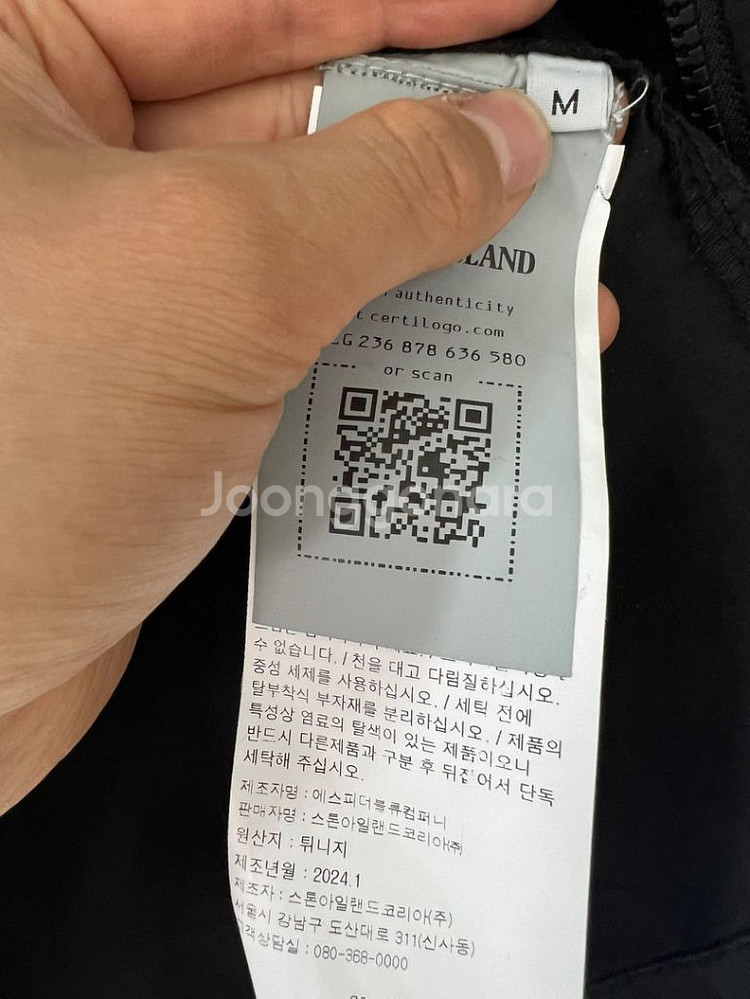 M
LAND
authenticity
certilogo.com
236 878 636 580
or scan
Joonggonara
수 없습니다. / 천을 대고 다림질하십시오.
중성 세제를 사용하십시오. / 세탁 전에
탈부착식 부자재를 분리하십시오. / 제품의
특성상 염료의 탈색이 있는 제품이오니
반드시 다른제품과 구분 후 뒤집어서 단독
세탁해 주십시오.
제조자명 : 에스피더블류컴퍼니
판매자명 : 스톤아일랜드코리아㈜
원산지 : 튀니지
제조년월 : 2024.1
제조자 : 스톤아일랜드코리아(주)
서울시 강남구 도산대로 311(신사동)
고객상담실 : 080-368-0000